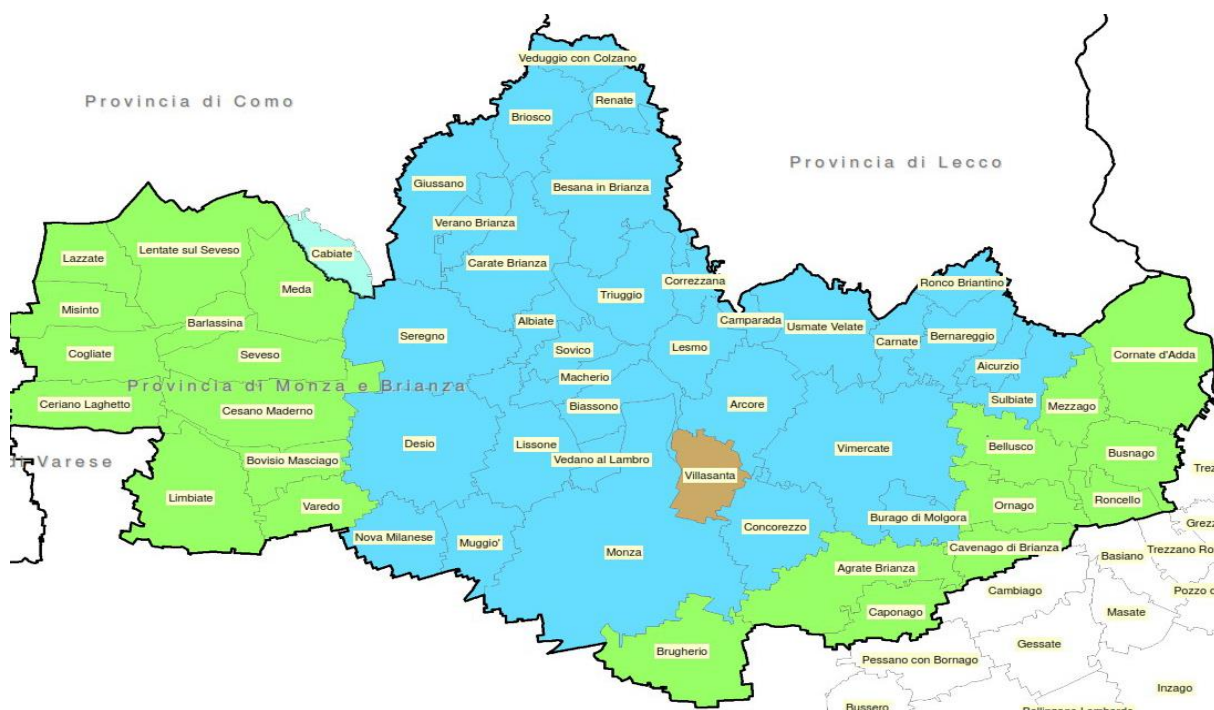 Veduggio con Colzano
Provincia di Como
Renate
Briosco
Provincia di Lecco
Giussano
Besana in Brianza
Verano Brianza
Lentate sul Seveso
Cabiate
Lazzate
Carate Brianza
Correzzana
Ronco Briantino
Meda
Triuggio
Misinto
Barlassina
Albiate
Camparada
Usmate Velate
Bernareggio
Seregno
Carnate
Lesmo
Sovico
Cogliate
Seveso
Cornate d'Adda
Aicurzio
Macherio
Provincia di Monza e Brianza
Sulbiate
Ceriano Laghetto
Cesano Maderno
Biassono
Arcore
Mezzago
Desio
Lissone
Vimercate
Bellusco
Busnago
di Varese
Bovisio Masciago
Vedano al Lambro
Villasanta
Limbiate
Roncello
Varedo
Ornago
Burago di Molgora
Concorezzo
Nova Milanese
Muggio'
Monza
Cavenago di Brianza
Trezzano Ro
Basiano
Agrate Brianza
Cambiago
Pozzo
Caponago
Masate
Gessate
Brugherio
Pessano con Bornago
Inzago
Bussero